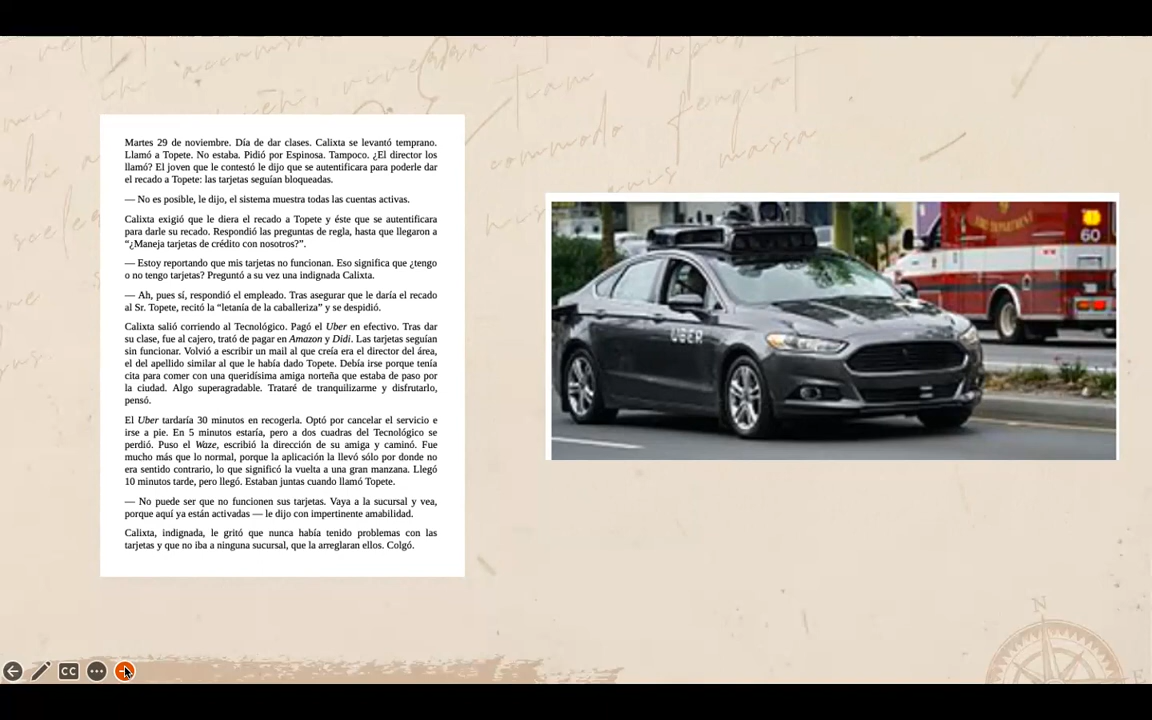 Martes 29 de noviembre. Día de dar clases. Calixta se levantó temprano.
Llamó a Topete. No estaba. Pidió por Espinosa. Tampoco. ¿El director los
llamó? El joven que le contestó le dijo que se autentificara para poderle dar
el recado a Topete: las tarjetas seguían bloqueadas.
— No es posible, le dijo, el sistema muestra todas las cuentas activas.
Calixta exigió que le diera el recado a Topete y éste que se autentificara
para darle su recado. Respondió las preguntas de regla, hasta que llegaron a
“¿Maneja tarjetas de crédito con nosotros?”.
— Estoy reportando que mis tarjetas no funcionan. Eso significa que ¿tengo
o no tengo tarjetas? Preguntó a su vez una indignada Calixta.
— Ah, pues sí, respondió el empleado. Tras asegurar que le daría el recado
al Sr. Topete, recitó la “letanía de la caballeriza” y se despidió.
Calixta salió corriendo al Tecnológico. Pagó el Uber en efectivo. Tras dar
su clase, fue al cajero, trató de pagar en Amazon y Didi. Las tarjetas seguían
sin funcionar. Volvió a escribir un mail al que creía era el director del área,
el del apellido similar al que le había dado Topete. Debía irse porque tenía
cita para comer con una queridísima amiga norteña que estaba de paso por
la ciudad. Algo superagradable. Trataré de tranquilizarme y disfrutarlo,
pensó.
El Uber tardaría 30 minutos en recogerla. Optó por cancelar el servicio e
irse a pie. En 5 minutos estaría, pero a dos cuadras del Tecnológico se
perdió. Puso el Waze, escribió la dirección de su amiga y caminó. Fue
mucho más que lo normal, porque la aplicación la llevó sólo por donde no
era sentido contrario, lo que significó la vuelta a una gran manzana. Llegó
10 minutos tarde, pero llegó. Estaban juntas cuando llamó Topete.
— No puede ser que no funcionen sus tarjetas. Vaya a la sucursal y vea,
porque aquí ya están activadas — le dijo con impertinente amabilidad.
Calixta, indignada, le gritó que nunca había tenido problemas con las
tarjetas y que no iba a ninguna sucursal, que la arreglaran ellos. Colgó.
FIRE DEPARTMENT
60
UBER
commodo
massa
N
E
CC